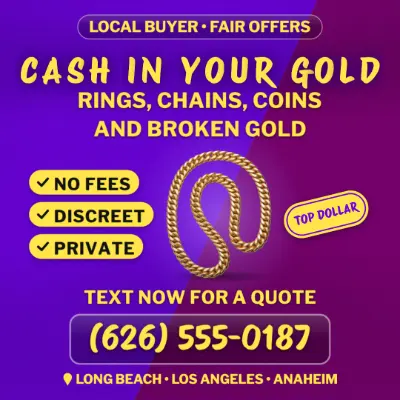 LOCAL BUYER • FAIR OFFERS
CASH IN YOUR GOLD
RINGS, CHAINS, COINS
AND BROKEN GOLD
✓ NO FEES
✓ DISCREET
✓ PRIVATE
TOP DOLLAR
TEXT NOW FOR A QUOTE
(626) 555-0187
LONG BEACH • LOS ANGELES • ANAHEIM